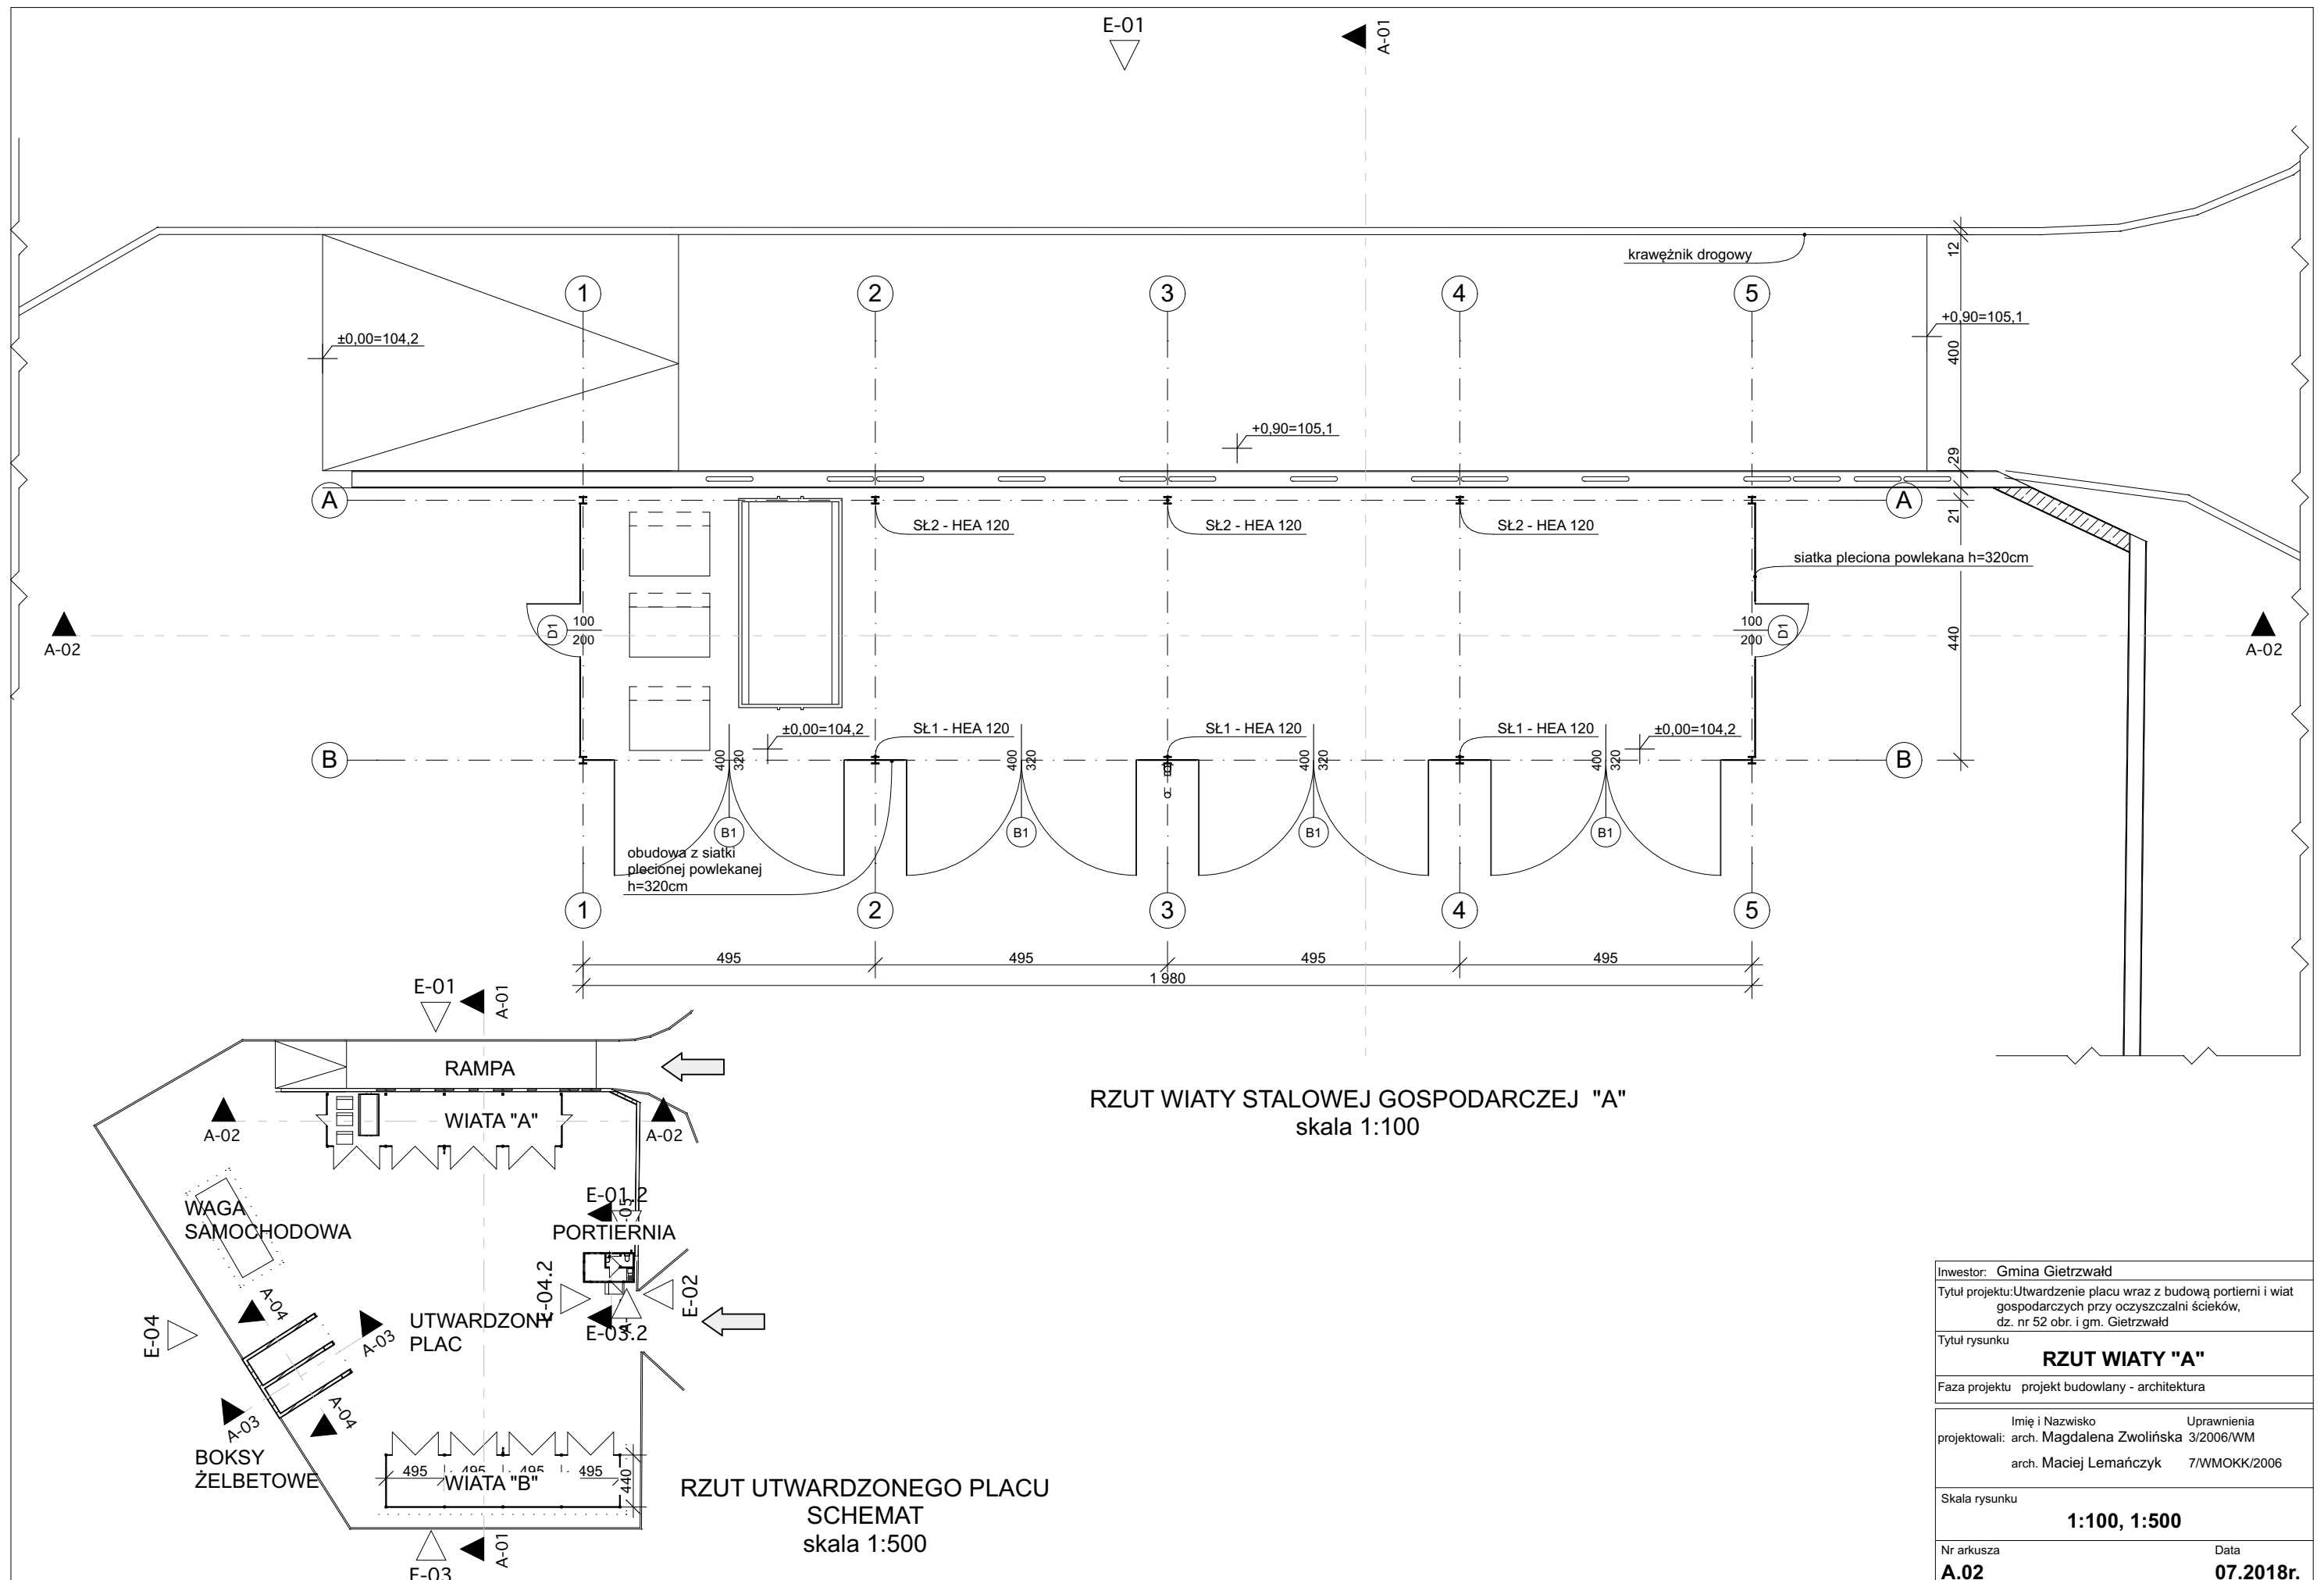 E-01
A-01
krawężnik drogowy
12
1
2
3
4
5
±0,00=104,2
+0,90=105,1
400
+0,90=105,1
29
A
A
21
SŁ2 - HEA 120
SŁ2 - HEA 120
SŁ2 - HEA 120
siatka pleciona powlekana h=320cm
D1
100
200
100
200
D1
440
A-02
A-02
±0,00=104,2
SŁ1 - HEA 120
SŁ1 - HEA 120
SŁ1 - HEA 120
±0,00=104,2
B
400
320
400
320
400
320
400
320
B
B1
B1
B1
B1
obudowa z siatki
plecionej powlekanej
h=320cm
1
2
3
4
5
495
495
495
495
1 980
RZUT WIATY STALOWEJ GOSPODARCZEJ "A"
skala 1:100
E-01
A-01
RAMPA
WIATA "A"
A-02
A-02
WAGA
SAMOCHODOWA
E-01.2
05
PORTIERNIA
E-04.2
E-02
E-03.2
A-04
A-03
UTWARDZONY
PLAC
E-04
A-03
A-04
BOKSY
ŻELBETOWE
495
495
495
495
440
WIATA "B"
E-03
A-01
RZUT UTWARDZONEGO PLACU
SCHEMAT
skala 1:500
Inwestor: Gmina Gietrzwałd
Tytuł projektu:Utwardzenie placu wraz z budową portierni i wiat
gospodarczych przy oczyszczalni ścieków,
dz. nr 52 obr. i gm. Gietrzwałd
Tytuł rysunku
RZUT WIATY "A"
Faza projektu projekt budowlany - architektura
Imię i Nazwisko Uprawnienia
projektowali: arch. Magdalena Zwolińska 3/2006/WM
arch. Maciej Lemańczyk 7/WMOKK/2006
Skala rysunku
1:100, 1:500
Nr arkusza Data
A.02 07.2018r.